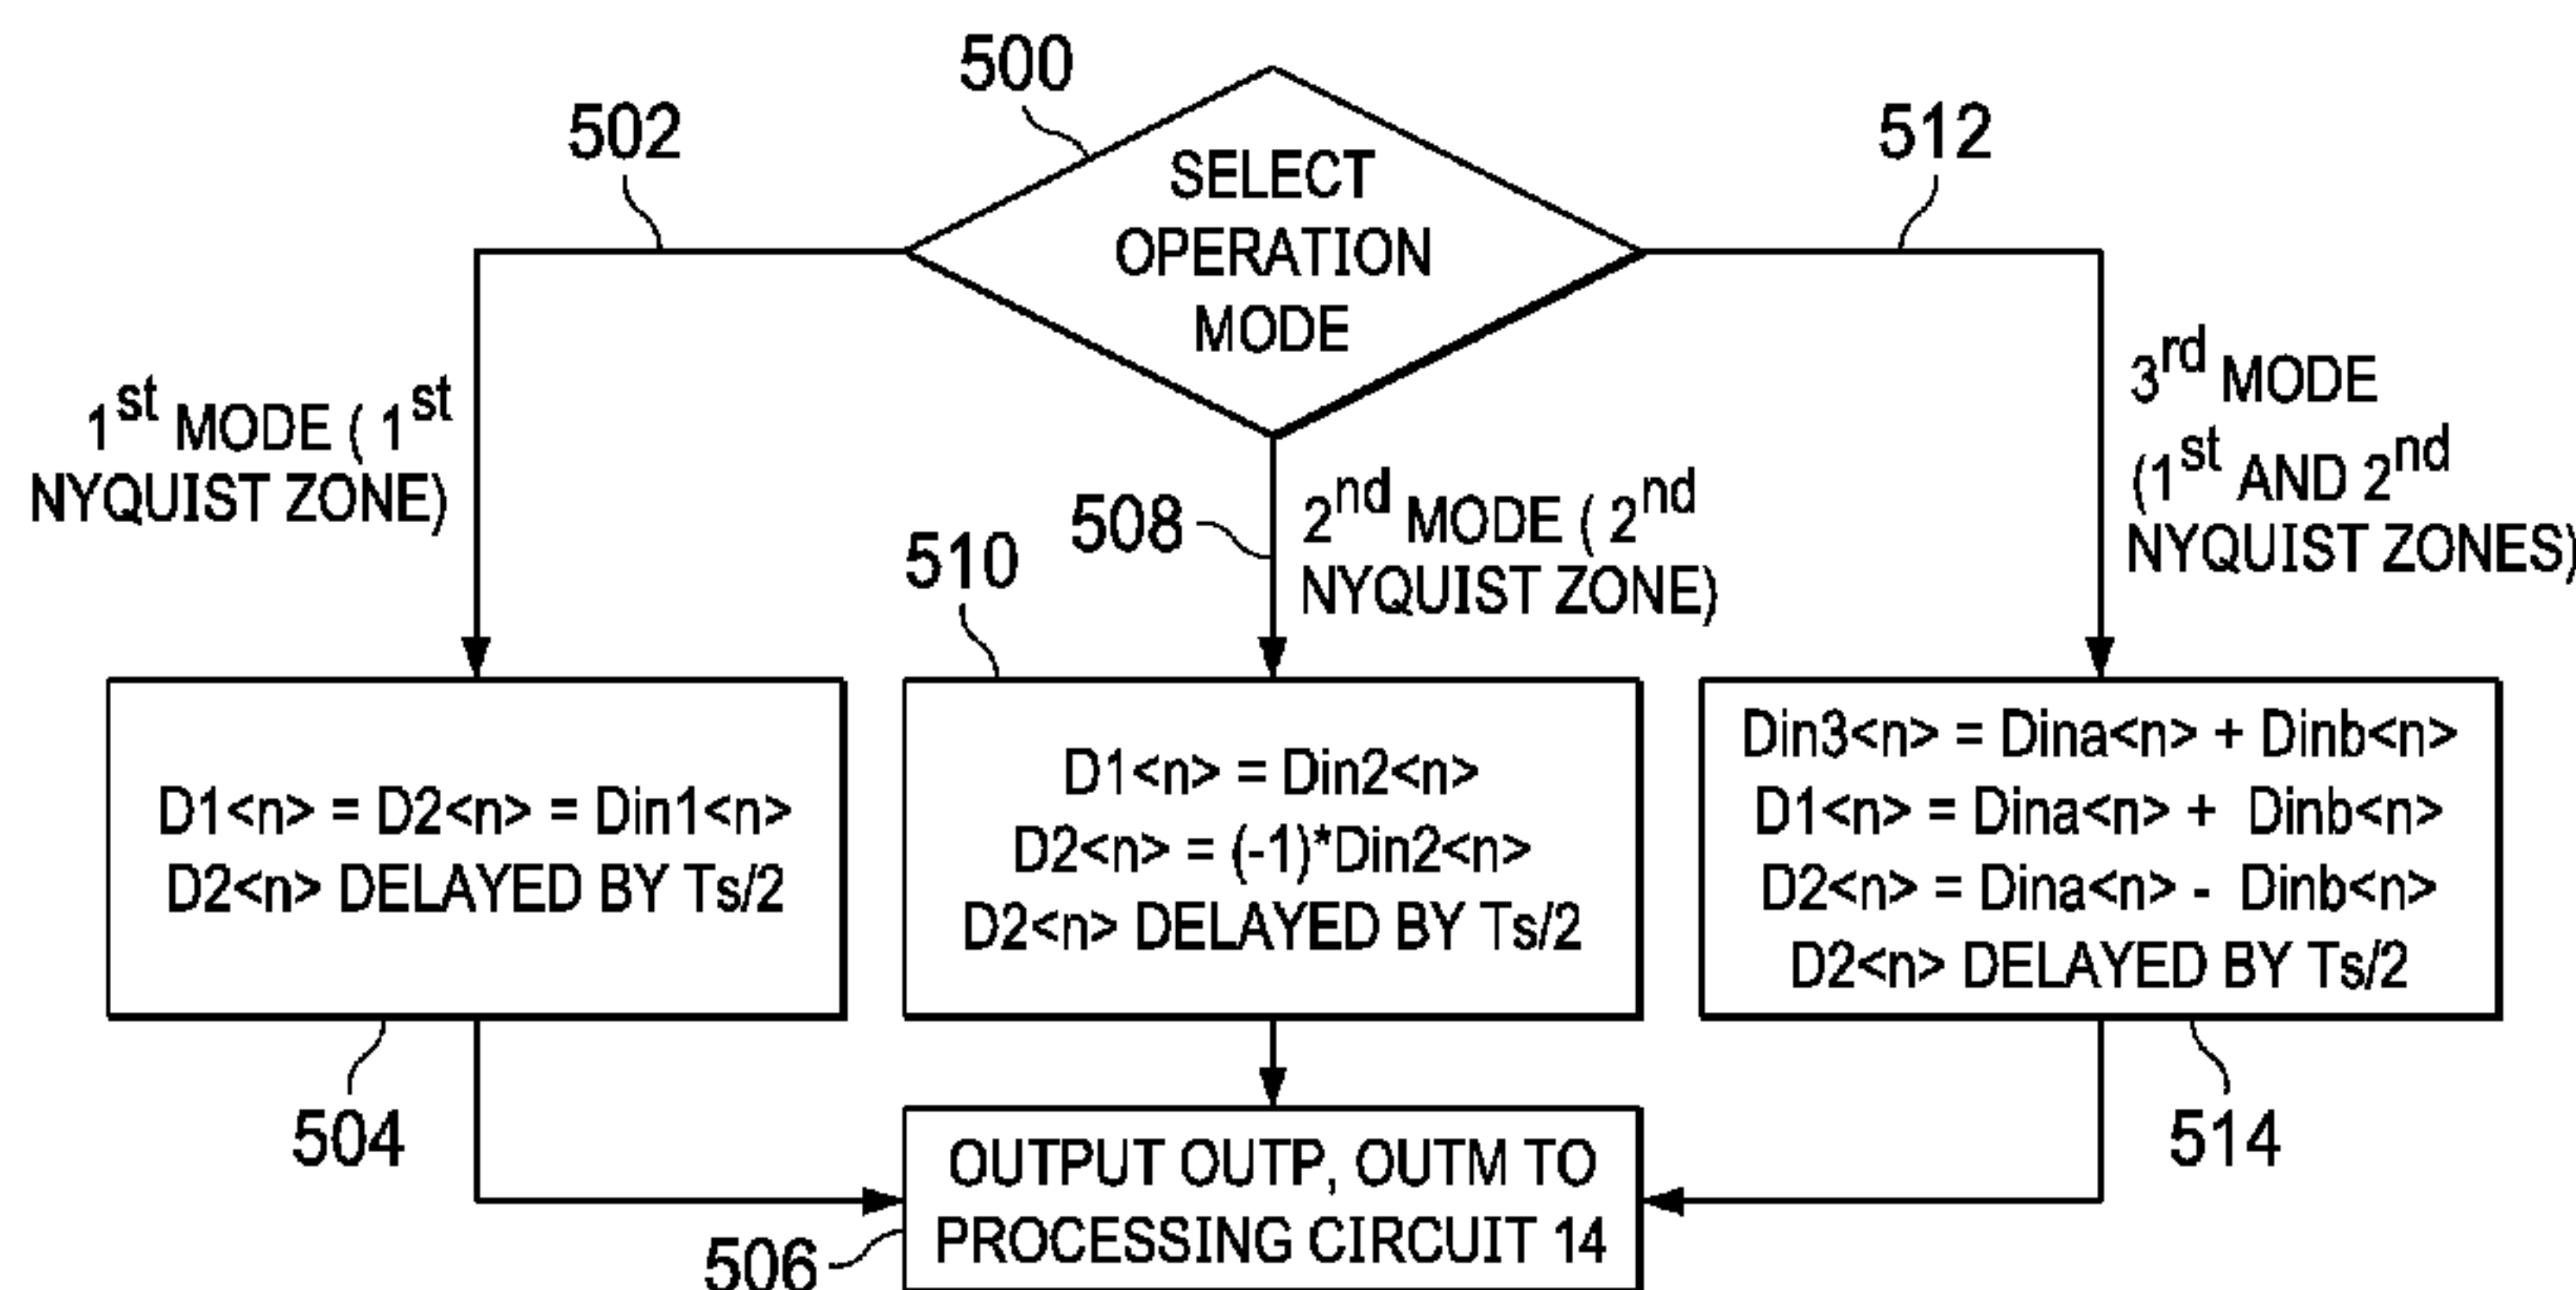 500
502
512
SELECT
OPERATION
MODE
1st MODE ( 1st
NYQUIST ZONE)
508
2nd MODE ( 2nd
NYQUIST ZONE)
3rd MODE
(1st AND 2nd
NYQUIST ZONES)
510
D1<n> = D2<n> = Din1<n>
D2<n> DELAYED BY Ts/2
D1<n> = Din2<n>
D2<n> = (-1)*Din2<n>
D2<n> DELAYED BY Ts/2
Din3<n> = Dina<n> + Dinb<n>
D1<n> = Dina<n> + Dinb<n>
D2<n> = Dina<n> - Dinb<n>
D2<n> DELAYED BY Ts/2
504
514
OUTPUT OUTP, OUTM TO
PROCESSING CIRCUIT 14
506